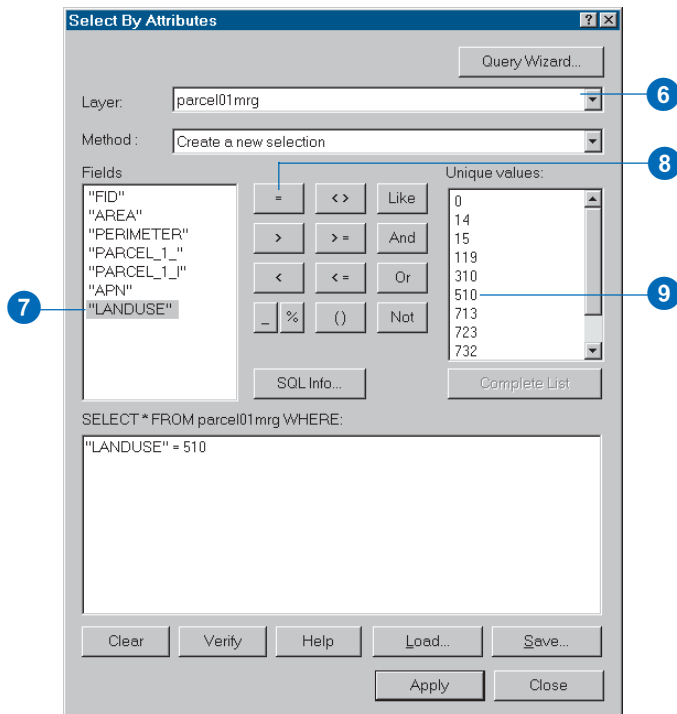 Select By Attributes
? ×
Query Wizard...
Layer: parcel01mrg
6
Method : Create a new selection
8
Fields
Unique values:
"FID"
"AREA"
"PERIMETER"
"PARCEL_1_"
"PARCEL_1_I"
"APN"
"LANDUSE"
7
= <> Like
> >= And
< <= Or
_ % () Not
0
14
15
119
310
510
9
713
723
732
SQL Info...
Complete List
SELECT * FROM parcel01mrg WHERE:
"LANDUSE" = 510
Clear Verify Help Load... Save...
Apply Close